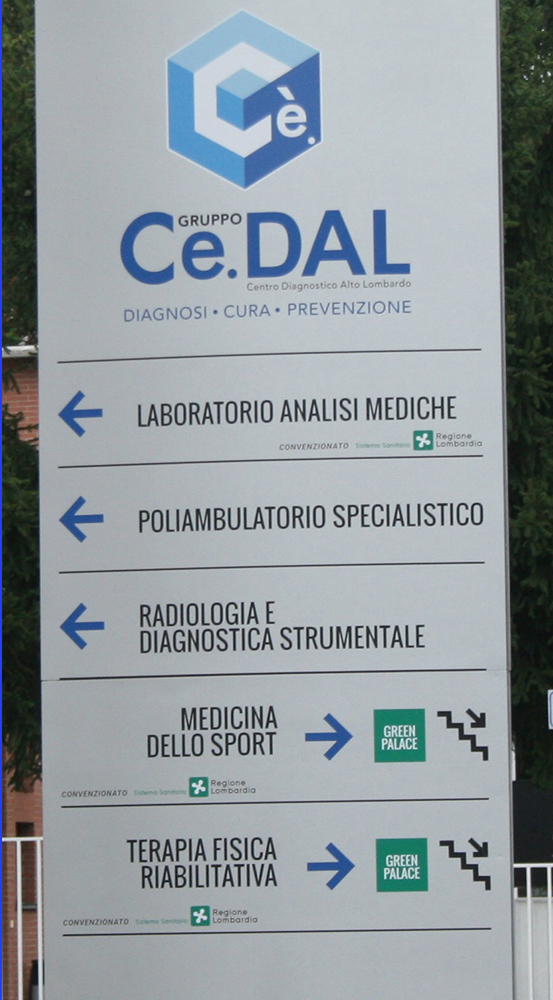 Cè.
GRUPPO
Ce.DAL
Centro Diagnostico Alto Lombardo
DIAGNOSI • CURA • PREVENZIONE
LABORATORIO ANALISI MEDICHE
CONVENZIONATO Sistema Sanitario Regione
Lombardia
POLIAMBULATORIO SPECIALISTICO
RADIOLOGIA E
DIAGNOSTICA STRUMENTALE
MEDICINA
DELLO SPORT
GREEN
PALACE
CONVENZIONATO Sistema Sanitario Regione
Lombardia
TERAPIA FISICA
RIABILITATIVA
GREEN
PALACE
CONVENZIONATO Sistema Sanitario Regione
Lombardia